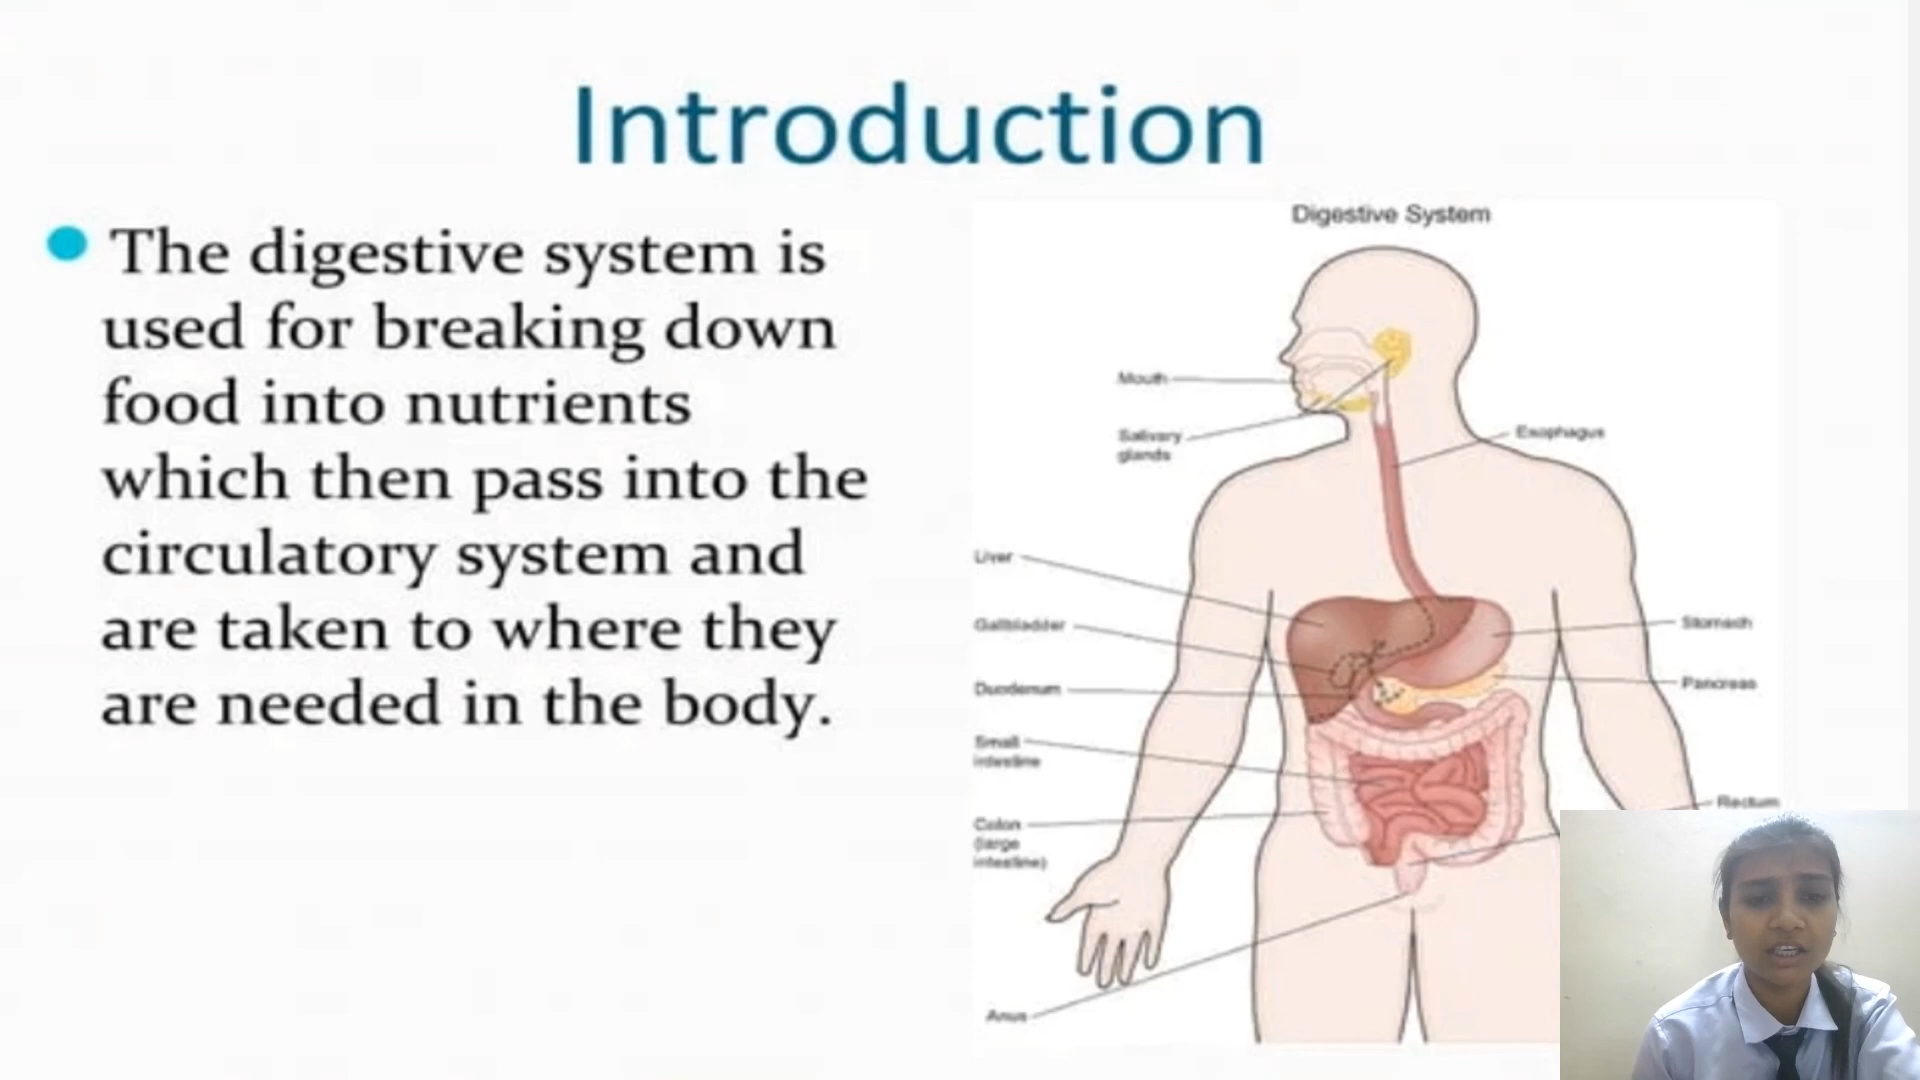 Introduction
The digestive system is
used for breaking down
food into nutrients
which then pass into the
circulatory system and
are taken to where they
are needed in the body.
Digestive System
Mouth
Salivary
glands
Esophagus
Liver
Gallbladder
Duodenum
Small
intestine
Colon
(large
intestine)
Anus
Stomach
Pancreas
Rectum